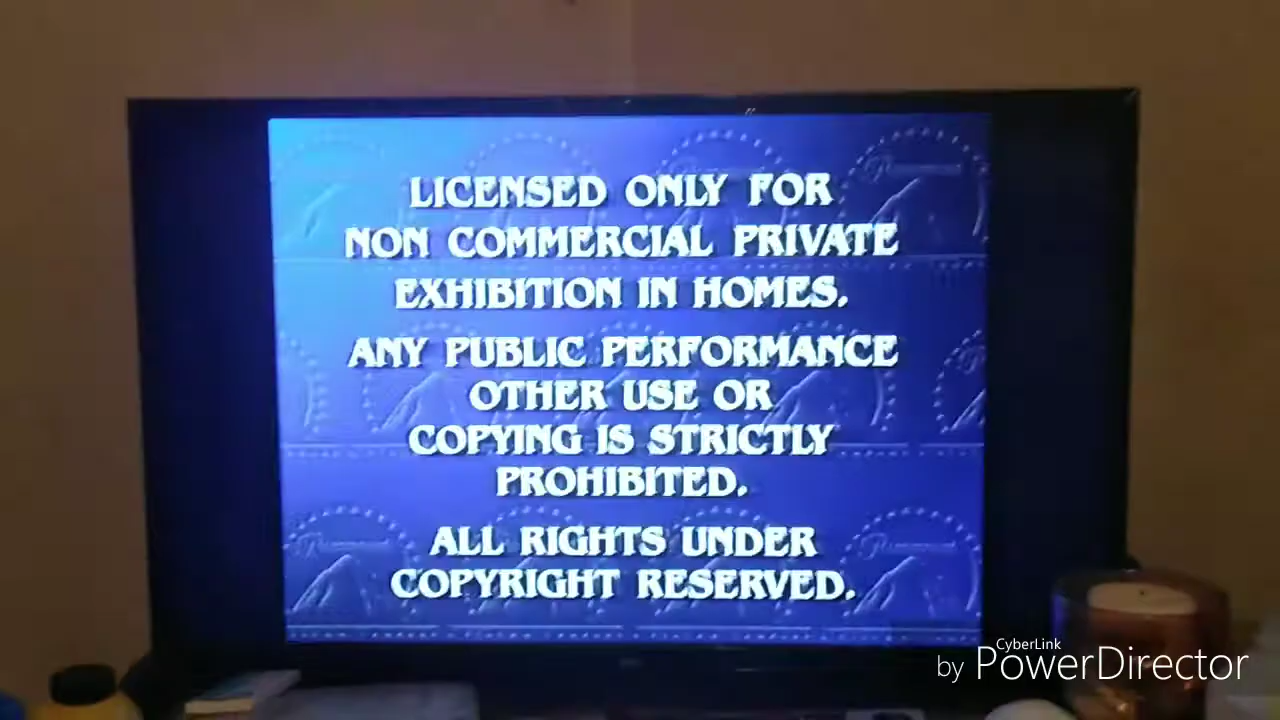 LICENSED ONLY FOR
NON COMMERCIAL PRIVATE
EXHIBITION IN HOMES.
ANY PUBLIC PERFORMANCE
OTHER USE OR
COPYING IS STRICTLY
PROHIBITED.
ALL RIGHTS UNDER
COPYRIGHT RESERVED.
CyberLink
by PowerDirector